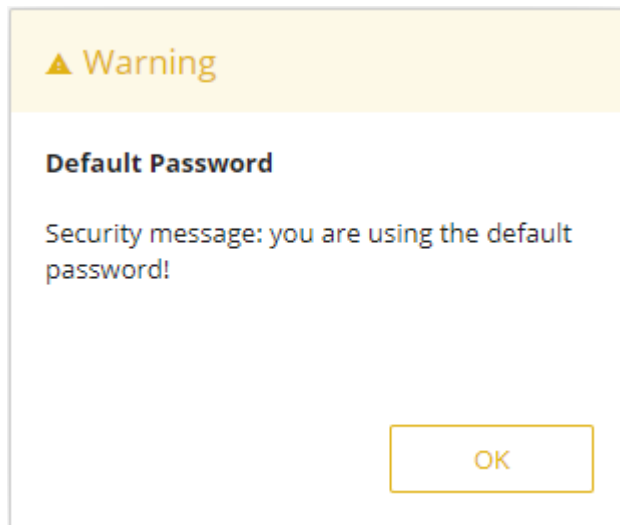 Warning
Default Password
Security message: you are using the default
password!
OK